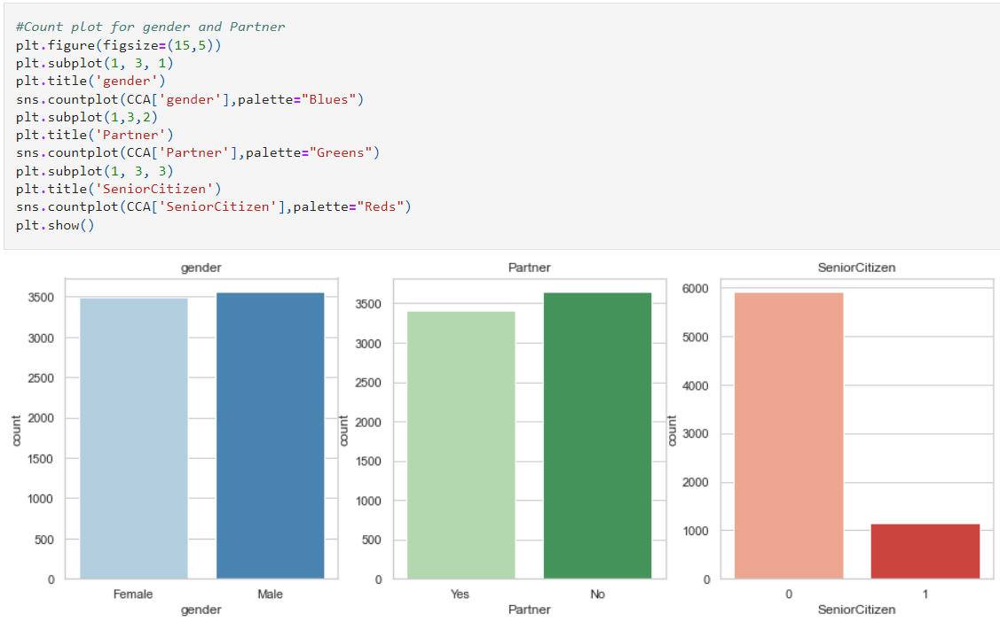 #Count plot for gender and Partner
plt.figure(figsize=(15,5))
plt.subplot(1, 3, 1)
plt.title('gender')
sns.countplot(CCA['gender'],palette="Blues")
plt.subplot(1,3,2)
plt.title('Partner')
sns.countplot(CCA['Partner'],palette="Greens")
plt.subplot(1, 3, 3)
plt.title('SeniorCitizen')
sns.countplot(CCA['SeniorCitizen'],palette="Reds")
plt.show()
gender
3500
3000
2500
2000
1500
1000
500
0
count
Female Male
gender
Partner
3500
3000
2500
2000
1500
1000
500
0
count
Yes No
Partner
SeniorCitizen
6000
5000
4000
3000
2000
1000
0
count
0 1
SeniorCitizen